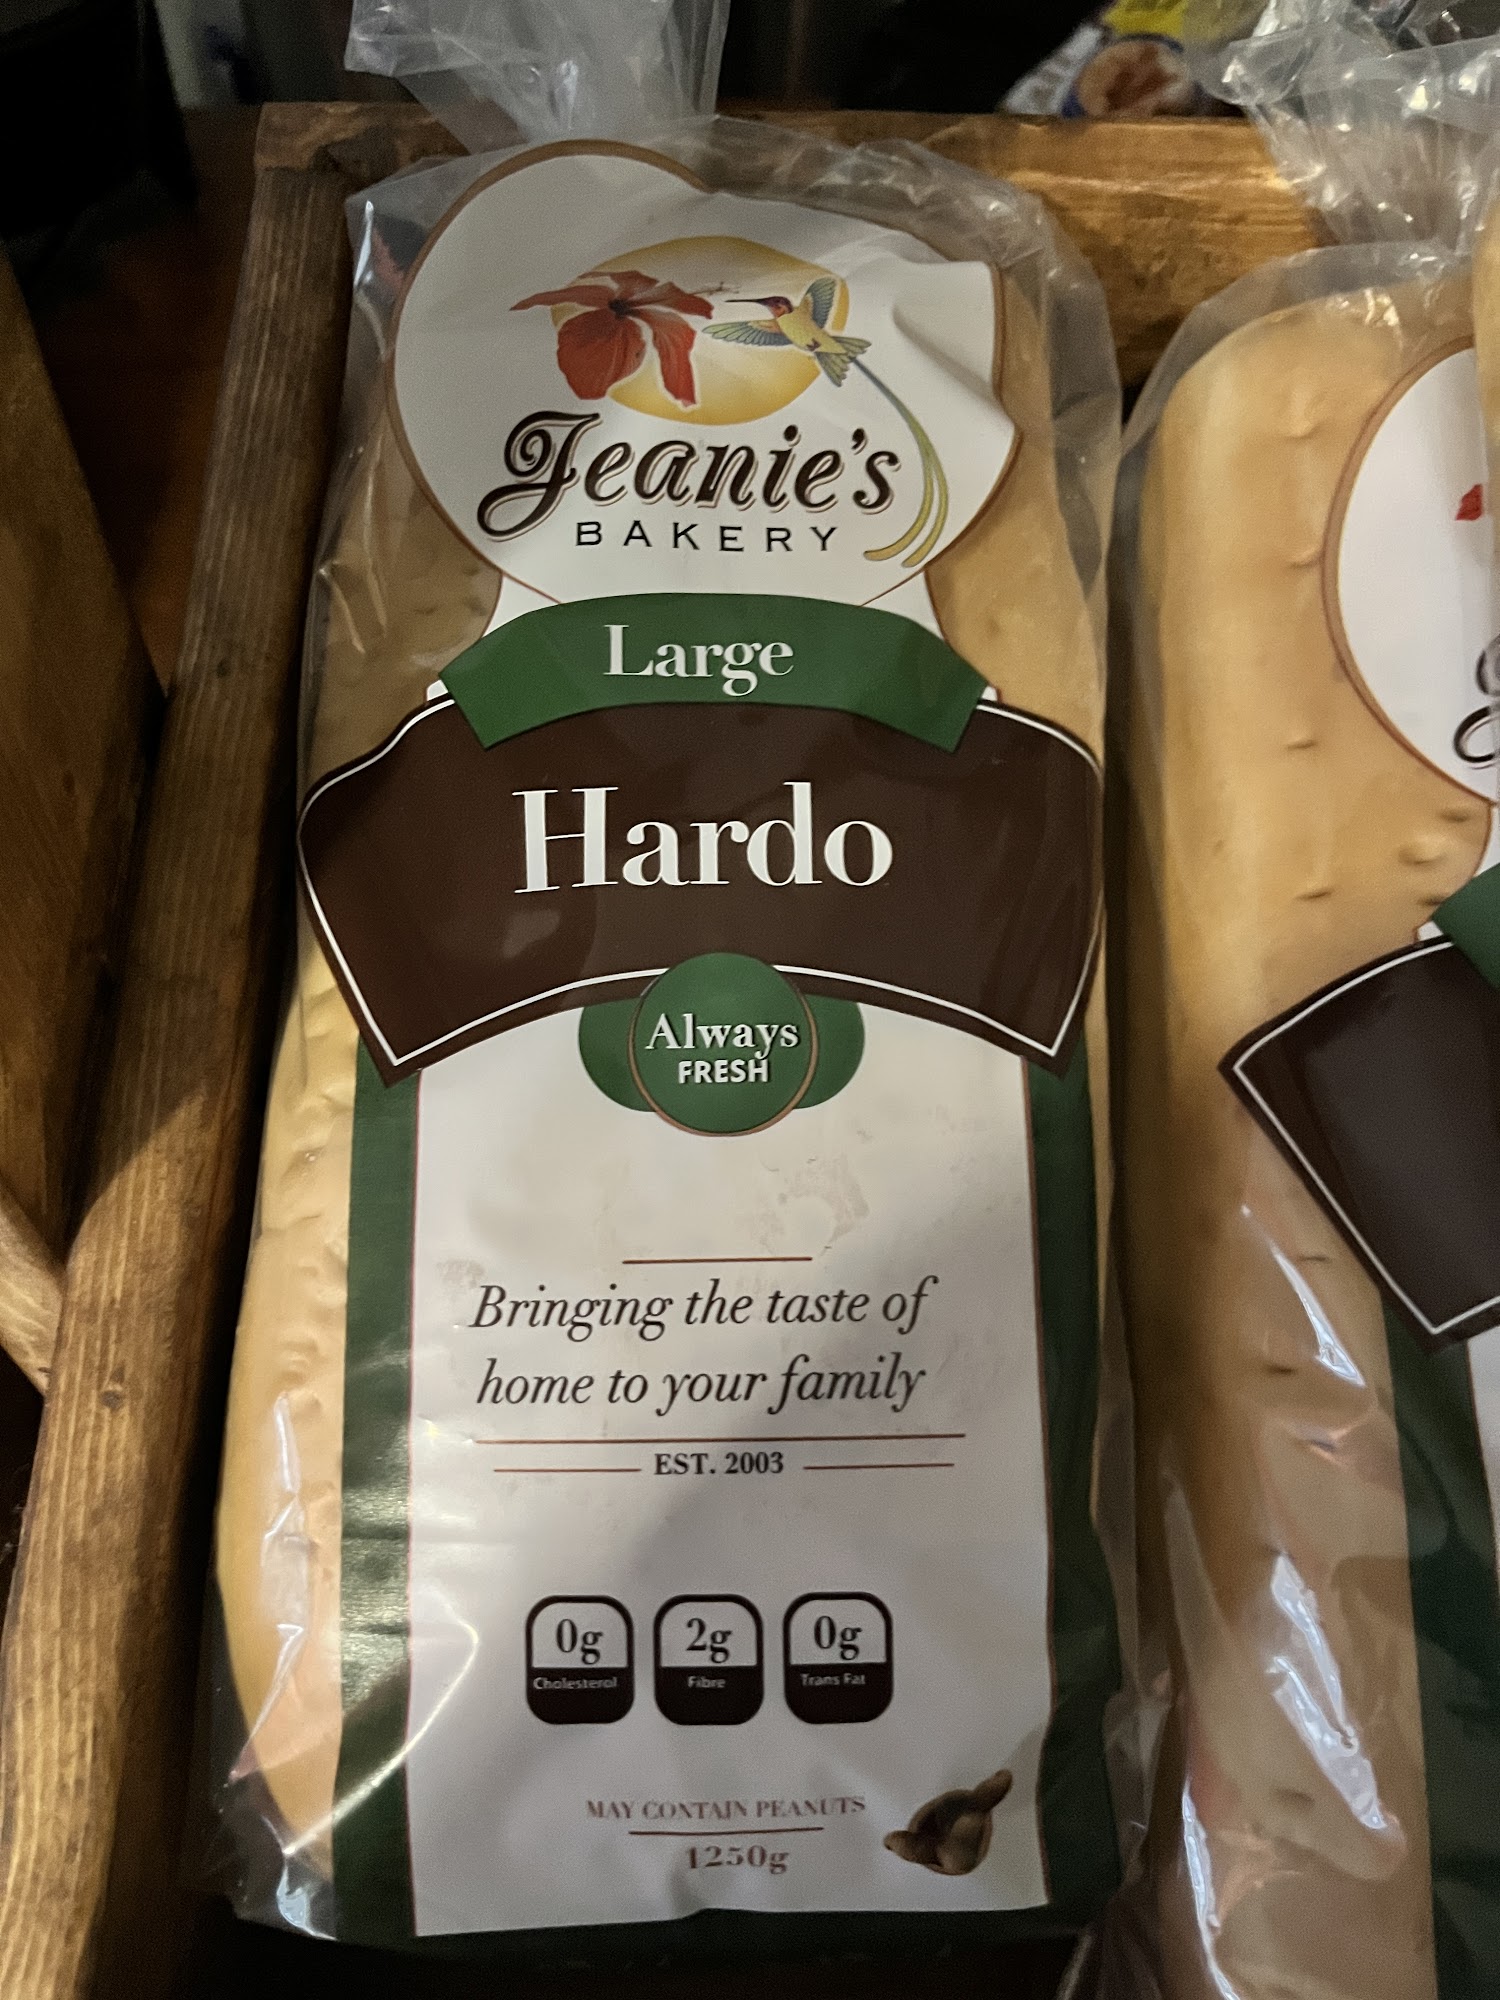 Jeanie's
BAKERY
Large
Hardo
Always
FRESH
Bringing the taste of
home to your family
EST. 2003
0g
Cholesterol
2g
Fibre
0g
Trans Fat
MAY CONTAIN PEANUTS
1250g